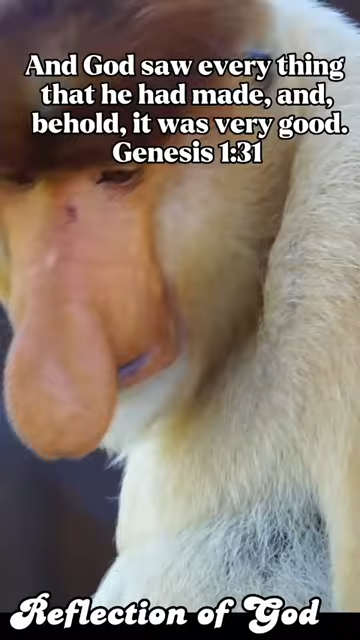 And God saw every thing
that he had made, and,
behold, it was very good.
Genesis 1:31
Reflection of God